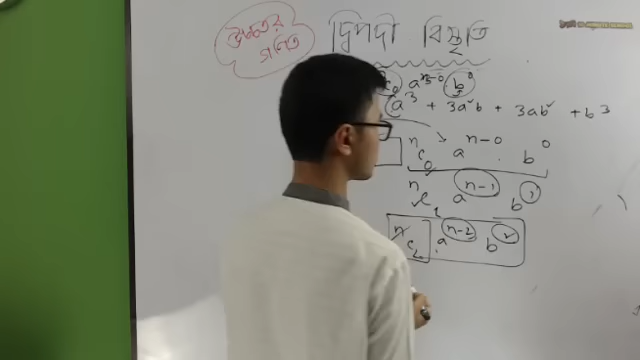 উচ্চতর
গণিত
দ্বিপদী বিস্তৃতি
a³ + 3a²b + 3ab² + b³
ⁿC₀ aⁿ⁻⁰ . b⁰
ⁿC₁ aⁿ⁻¹ b¹
ⁿC₂ aⁿ⁻² b²